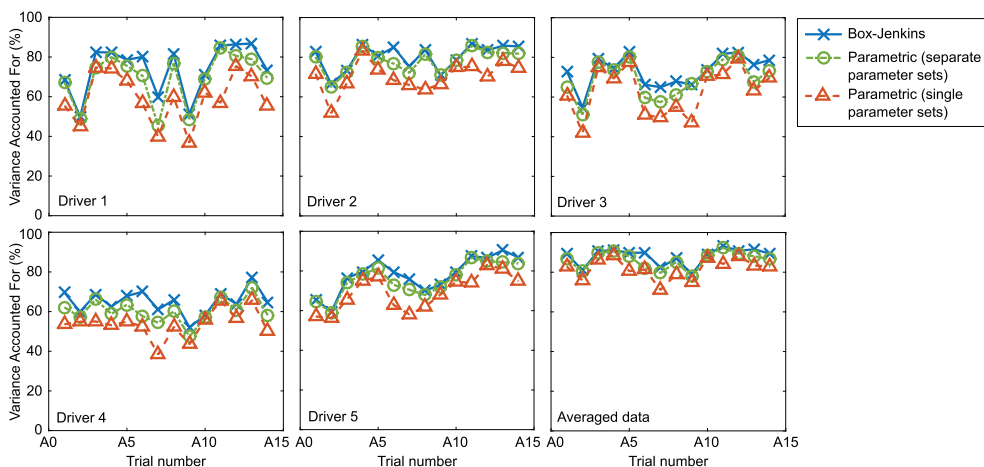 Variance Accounted For (%)
100
80
60
40
20
0
Driver 1
Driver 2
Driver 3
Box-Jenkins
Parametric (separate
parameter sets)
Parametric (single
parameter sets)
Variance Accounted For (%)
100
80
60
40
20
0
Driver 4
Driver 5
Averaged data
A0 A5 A10 A15
A0 A5 A10 A15
A0 A5 A10 A15
Trial number
Trial number
Trial number